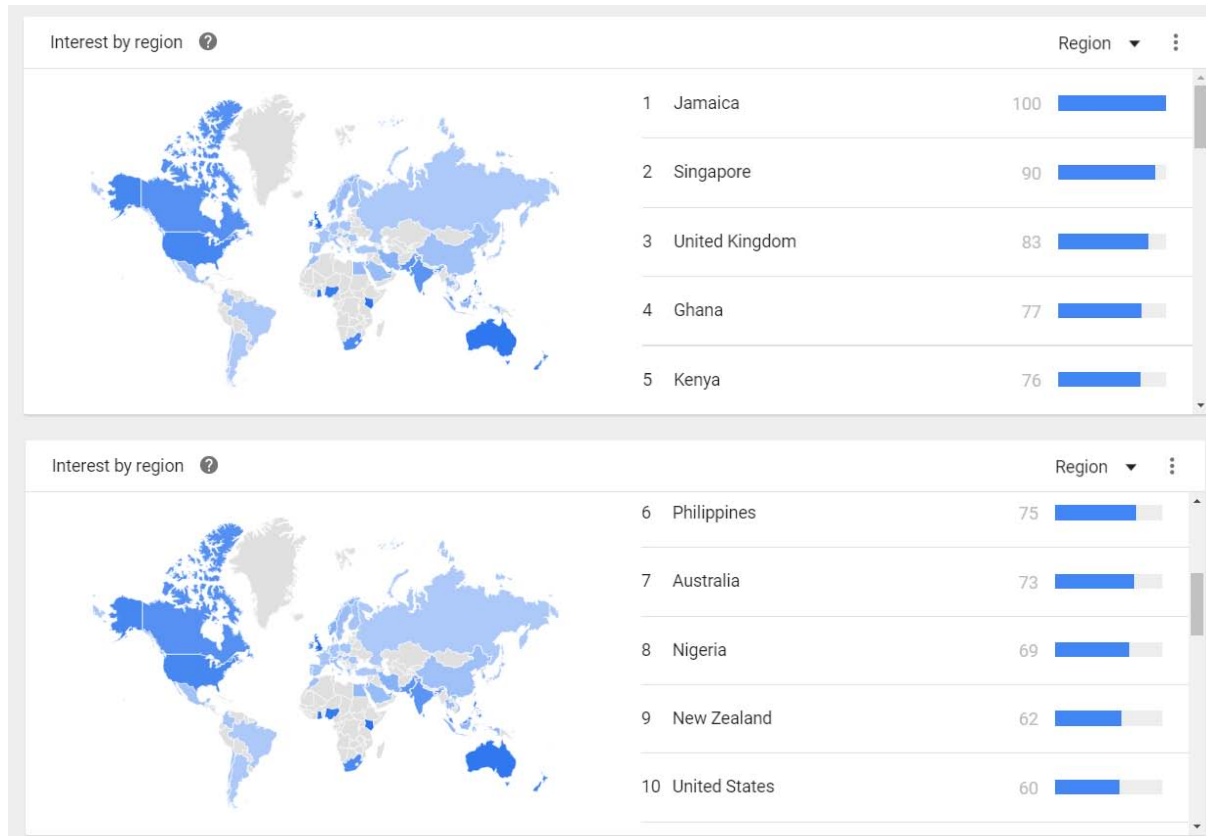 Interest by region ? Region
1 Jamaica 100
2 Singapore 90
3 United Kingdom 83
4 Ghana 77
5 Kenya 76
Interest by region ? Region
6 Philippines 75
7 Australia 73
8 Nigeria 69
9 New Zealand 62
10 United States 60